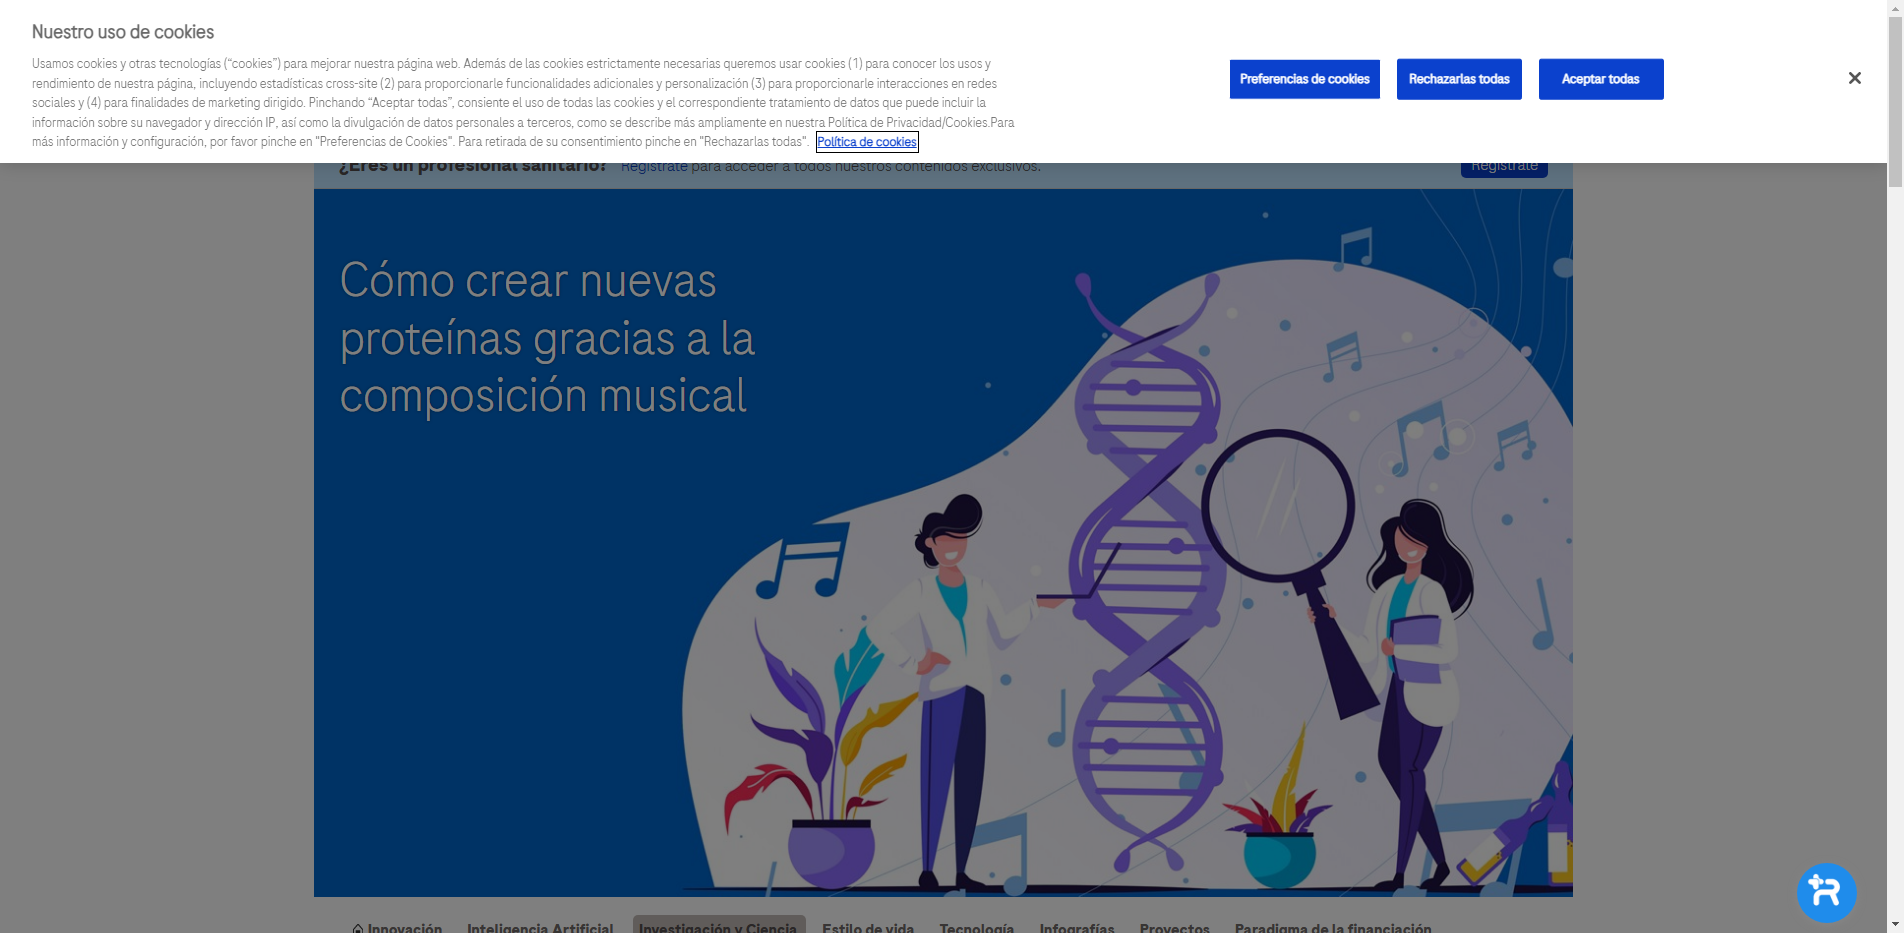 Nuestro uso de cookies
Usamos cookies y otras tecnologías (“cookies”) para mejorar nuestra página web. Además de las cookies estrictamente necesarias queremos usar cookies (1) para conocer los usos y
rendimiento de nuestra página, incluyendo estadísticas cross-site (2) para proporcionarle funcionalidades adicionales y personalización (3) para proporcionarle interacciones en redes
sociales y (4) para finalidades de marketing dirigido. Pinchando “Aceptar todas”, consiente el uso de todas las cookies y el correspondiente tratamiento de datos que puede incluir la
información sobre su navegador y dirección IP, así como la divulgación de datos personales a terceros, como se describe más ampliamente en nuestra Política de Privacidad/Cookies.Para
más información y configuración, por favor pinche en "Preferencias de Cookies". Para retirada de su consentimiento pinche en "Rechazarlas todas". Política de cookies
Preferencias de cookies
Rechazarlas todas
Aceptar todas
¿Eres un profesional sanitario? Regístrate para acceder a todos nuestros contenidos exclusivos.
Regístrate
Cómo crear nuevas
proteínas gracias a la
composición musical
Innovación Inteligencia Artificial Investigación y Ciencia Estilo de vida Tecnología Infografías Proyectos Paradigma de la financiación